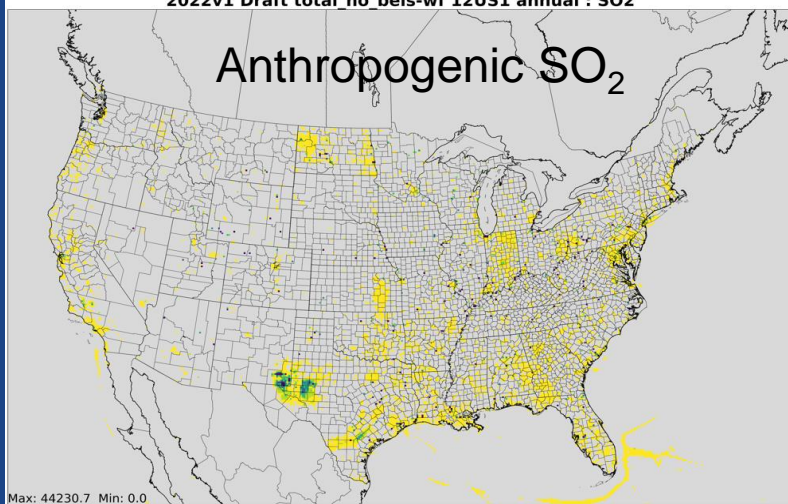 2022v1 Draft total_no_beis-wf 12US1 annual : SO2
Anthropogenic SO₂
Max: 44230.7 Min: 0.0